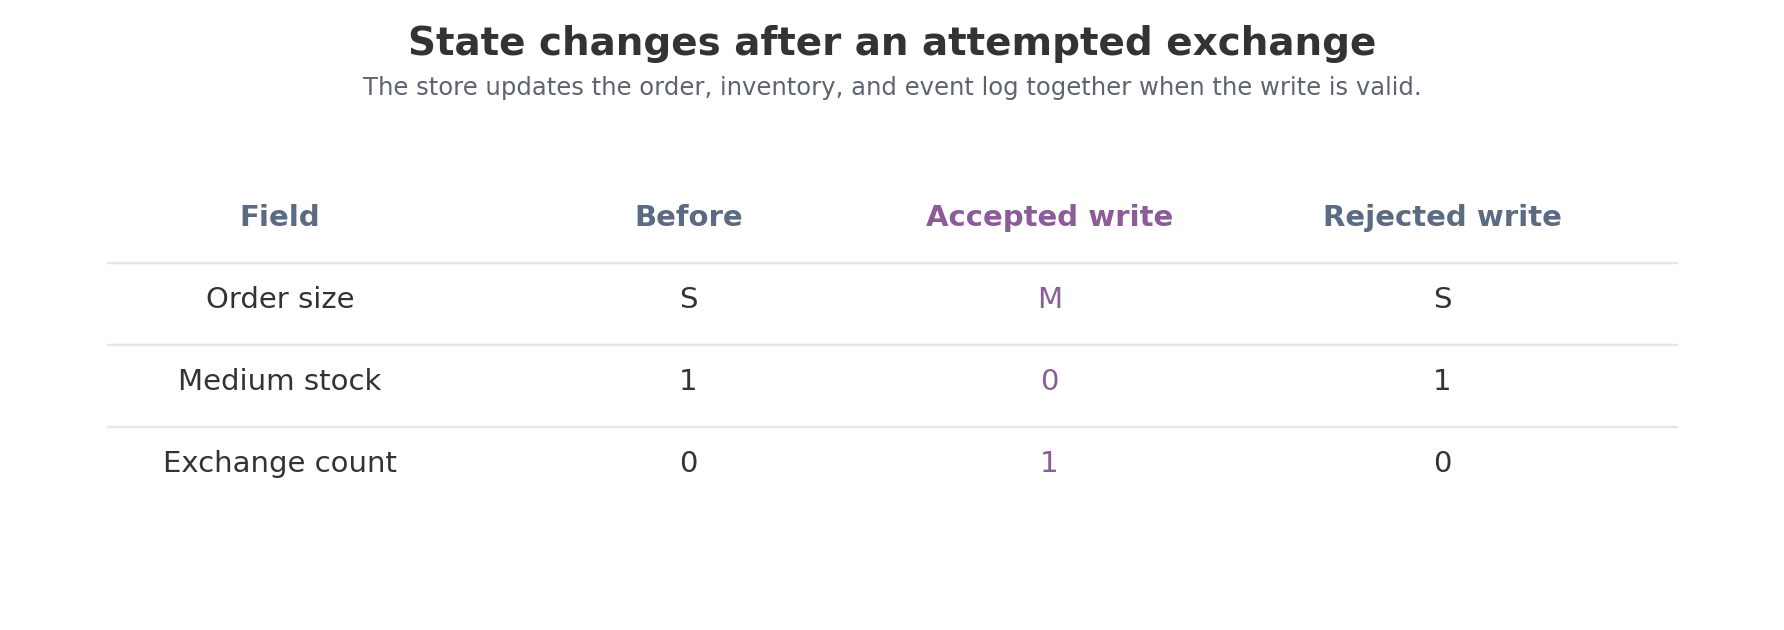 State changes after an attempted exchange
The store updates the order, inventory, and event log together when the write is valid.
Field Before Accepted write Rejected write
Order size S M S
Medium stock 1 0 1
Exchange count 0 1 0